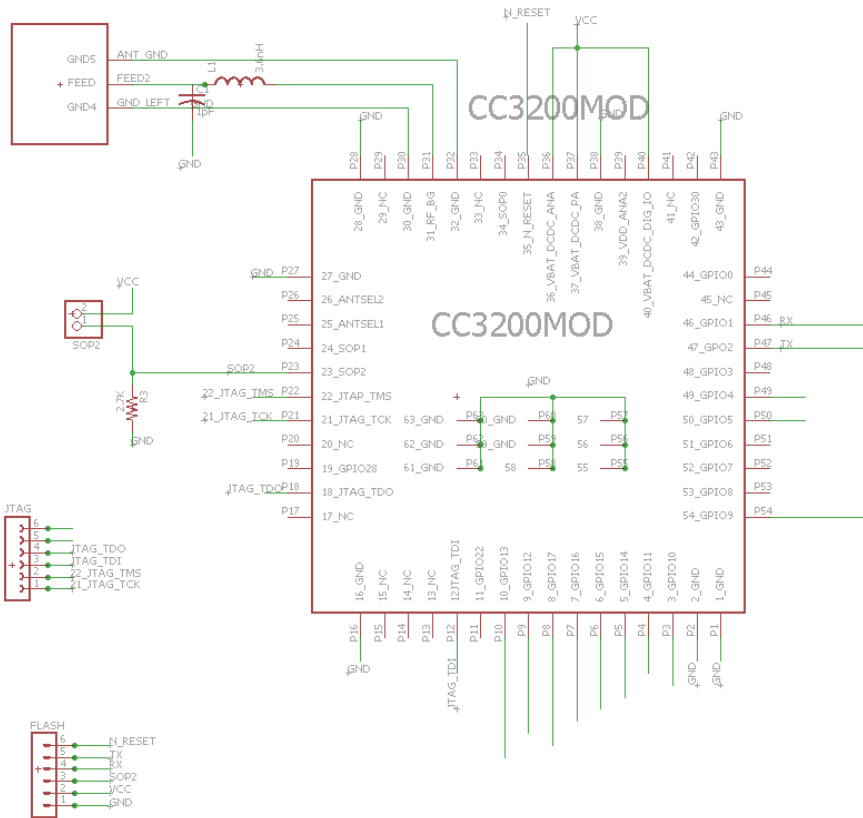 N_RESET
VCC
GND5
ANT_GND
+ FEED
FEED2
L1
3.6nH
GND4
GND_LEFT
C1
1pF
GND
GND
CC3200MOD
GND
GND
P28
P29
P30
P31
P32
P33
P34
P35
P36
P37
P38
P39
P40
P41
P42
P43
28_GND
29_NC
30_GND
31_RF_BG
32_GND
33_NC
34_SOP0
35_N_RESET
36_VBAT_DCDC_ANA
37_VBAT_DCDC_PA
38_GND
39_VDD_ANA2
40_VBAT_DCDC_DIG_IO
41_NC
42_GPIO30
43_GND
GND P27 27_GND
P26 26_ANTSEL2
P25 25_ANTSEL1
P24 24_SOP1
SOP2 P23 23_SOP2
22_JTAG_TMS P22 22_JTAP_TMS
21_JTAG_TCK P21 21_JTAG_TCK
P20 20_NC
P19 19_GPIO28
JTAG_TDO P18 18_JTAG_TDO
P17 17_NC
VCC
2
1
SOP2
2.7K
R3
GND
CC3200MOD
GND
63_GND P63
60_GND P60
57 P57
62_GND P62
59_GND P59
56 P56
61_GND P61
58 P58
55 P55
44_GPIO0 P44
45_NC P45
46_GPIO1 P46 RX
47_GPO2 P47 TX
48_GPIO3 P48
49_GPIO4 P49
50_GPIO5 P50
51_GPIO6 P51
52_GPIO7 P52
53_GPIO8 P53
54_GPIO9 P54
JTAG
6
5
4 JTAG_TDO
3 JTAG_TDI
2 22_JTAG_TMS
1 21_JTAG_TCK
16_GND
15_NC
14_NC
13_NC
12JTAG_TDI
11_GPIO22
10_GPIO13
9_GPIO12
8_GPIO17
7_GPIO16
6_GPIO15
5_GPIO14
4_GPIO11
3_GPIO10
2_GND
1_GND
P16
P15
P14
P13
P12
P11
P10
P9
P8
P7
P6
P5
P4
P3
P2
P1
GND
JTAG_TDI
GND
GND
FLASH
6 N_RESET
5 TX
4 RX
3 SOP2
2 VCC
1 GND